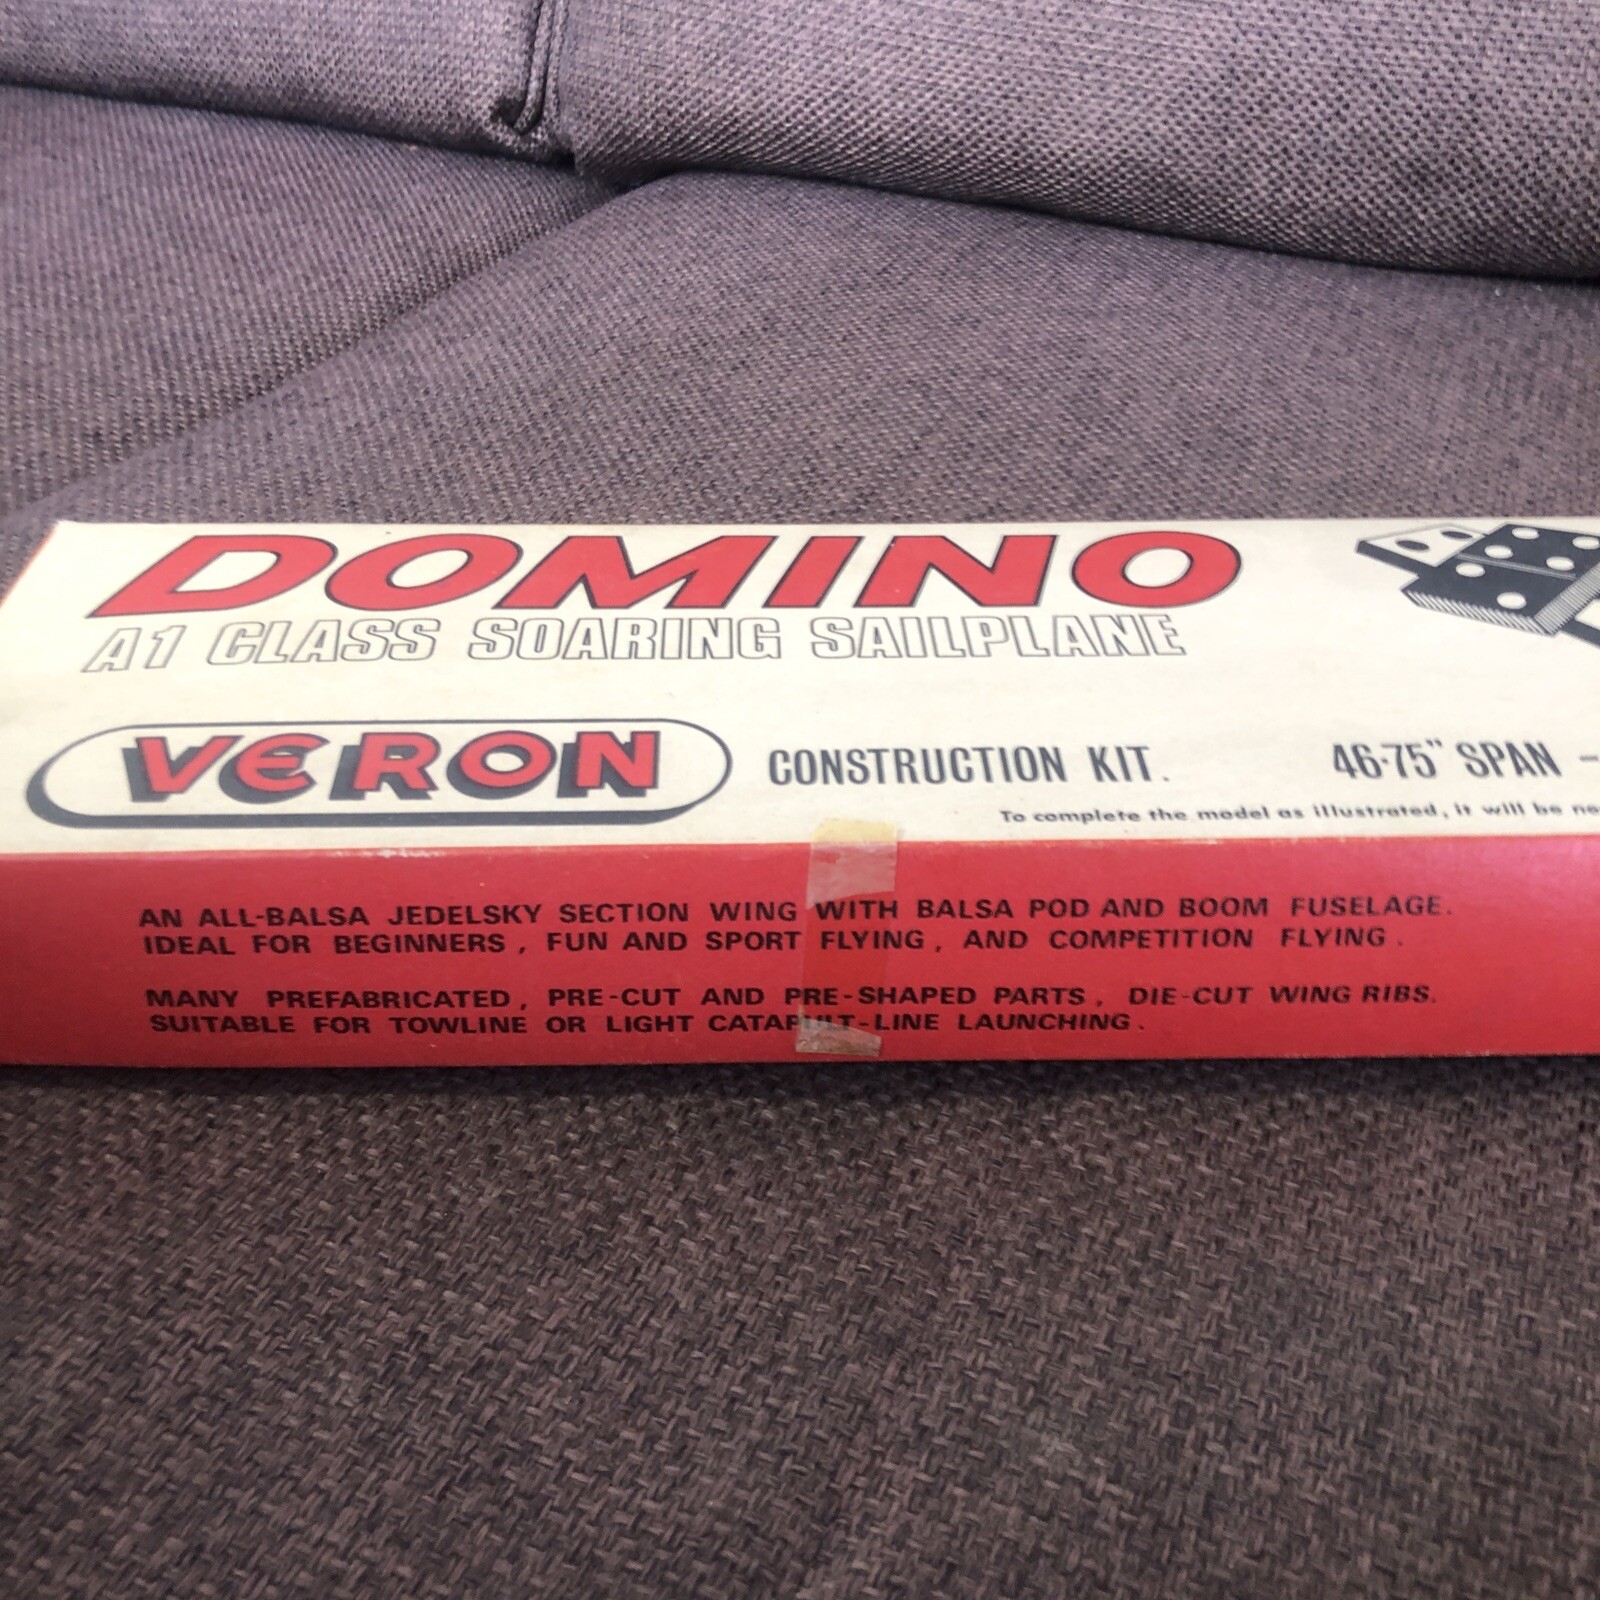 DOMINO
A1 CLASS SOARING SAILPLANE
VERON CONSTRUCTION KIT. 46·75" SPAN –
To complete the model as illustrated, it will be
AN ALL-BALSA JEDELSKY SECTION WING WITH BALSA POD AND BOOM FUSELAGE.
IDEAL FOR BEGINNERS, FUN AND SPORT FLYING, AND COMPETITION FLYING.
MANY PREFABRICATED, PRE-CUT AND PRE-SHAPED PARTS, DIE-CUT WING RIBS.
SUITABLE FOR TOWLINE OR LIGHT CATAPULT-LINE LAUNCHING.